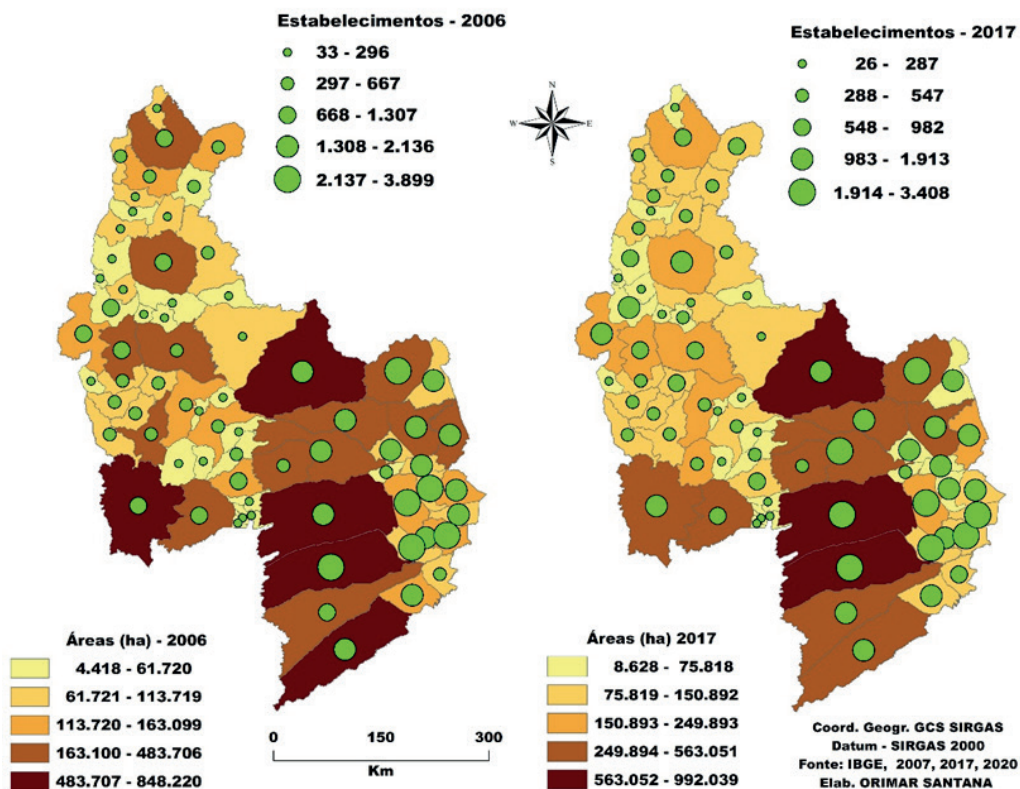 Estabelecimentos - 2006
33 - 296
297 - 667
668 - 1.307
1.308 - 2.136
2.137 - 3.899
N
W
E
S
Estabelecimentos - 2017
26 - 287
288 - 547
548 - 982
983 - 1.913
1.914 - 3.408
Áreas (ha) - 2006
4.418 - 61.720
61.721 - 113.719
113.720 - 163.099
163.100 - 483.706
483.707 - 848.220
0 150 300
Km
Áreas (ha) 2017
8.628 - 75.818
75.819 - 150.892
150.893 - 249.893
249.894 - 563.051
563.052 - 992.039
Coord. Geogr. GCS SIRGAS
Datum - SIRGAS 2000
Fonte: IBGE, 2007, 2017, 2020
Elab. ORIMAR SANTANA